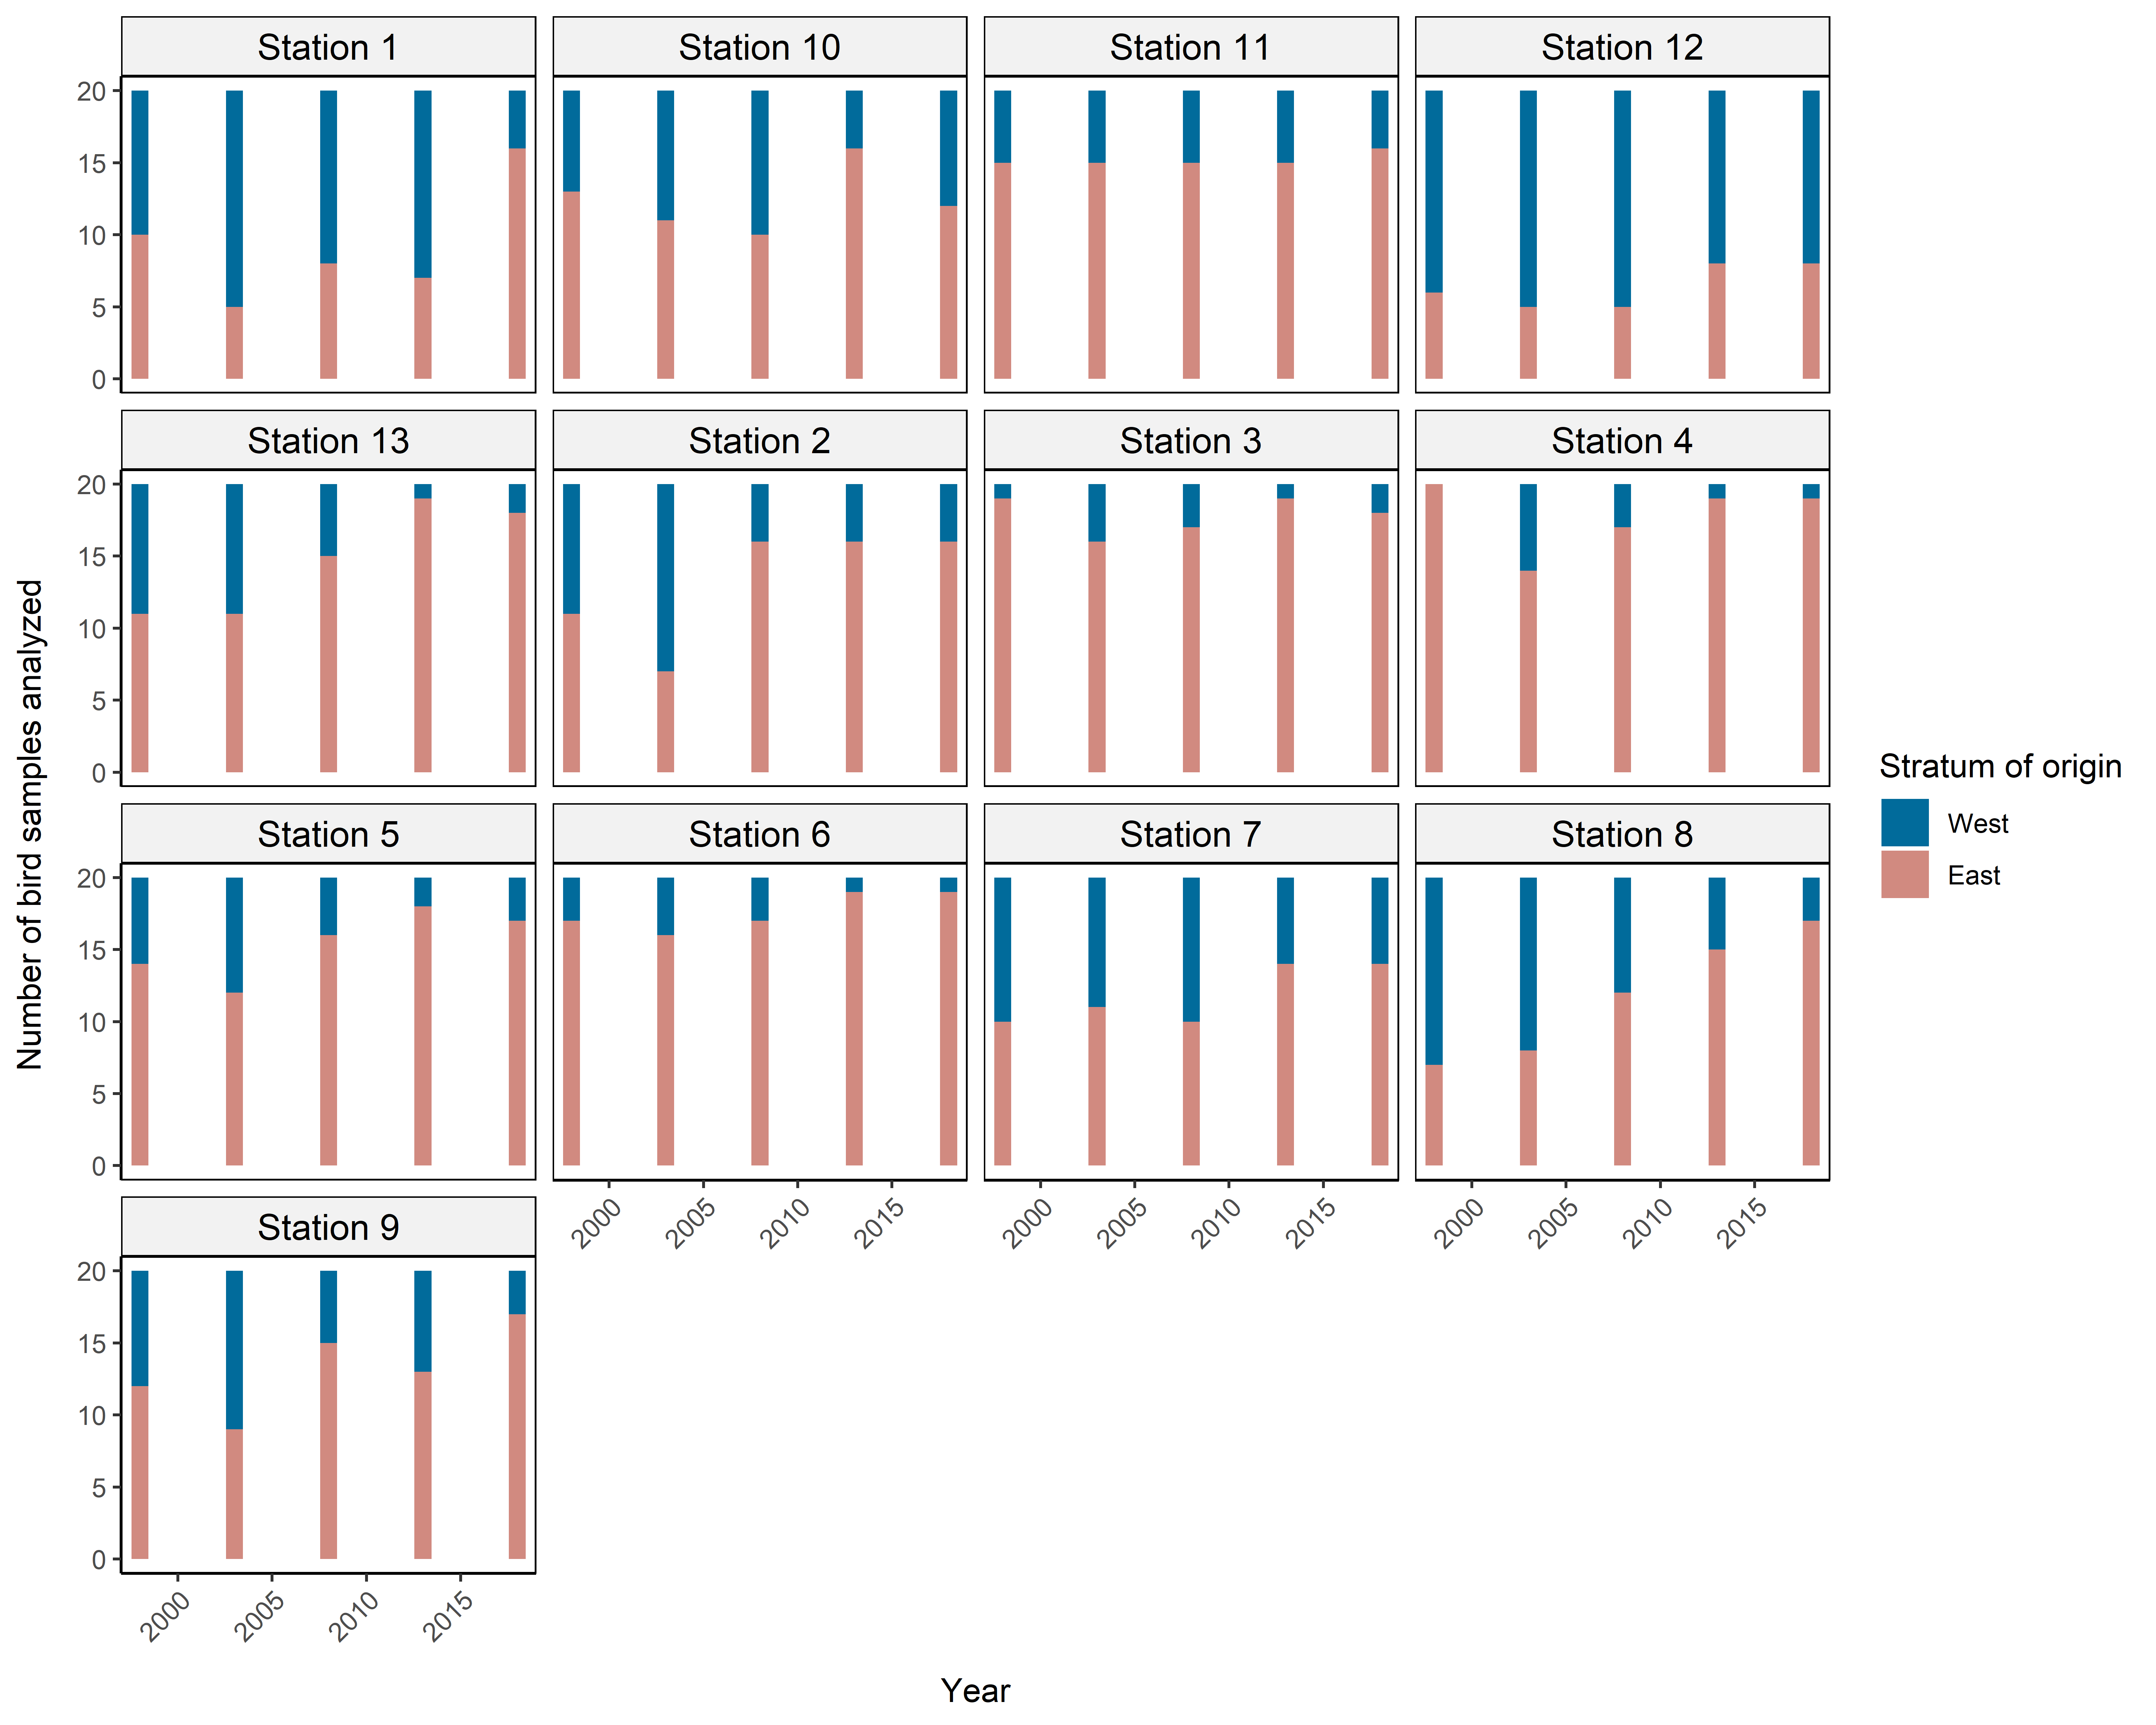 Station 1
Station 10
Station 11
Station 12
20
15
10
5
0
Station 13
Station 2
Station 3
Station 4
20
15
10
5
0
Station 5
Station 6
Station 7
Station 8
20
15
10
5
0
2000 2005 2010 2015
2000 2005 2010 2015
2000 2005 2010 2015
Station 9
20
15
10
5
0
2000 2005 2010 2015
Year
Number of bird samples analyzed
Stratum of origin
West
East